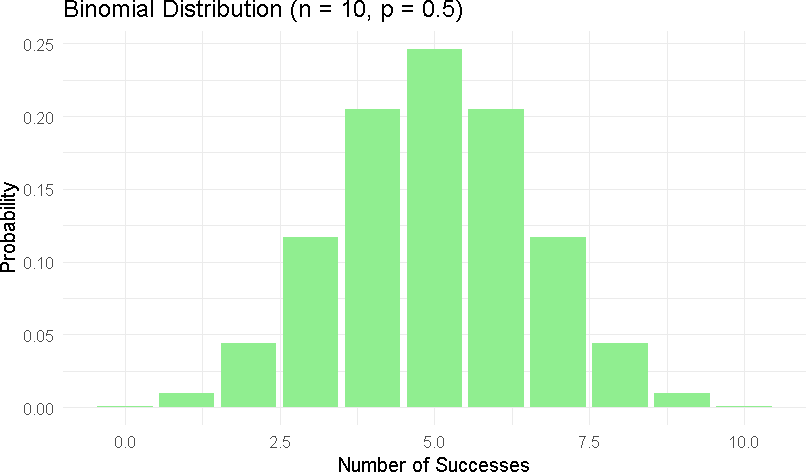 Binomial Distribution (n = 10, p = 0.5)
Probability
0.25
0.20
0.15
0.10
0.05
0.00
0.0 2.5 5.0 7.5 10.0
Number of Successes